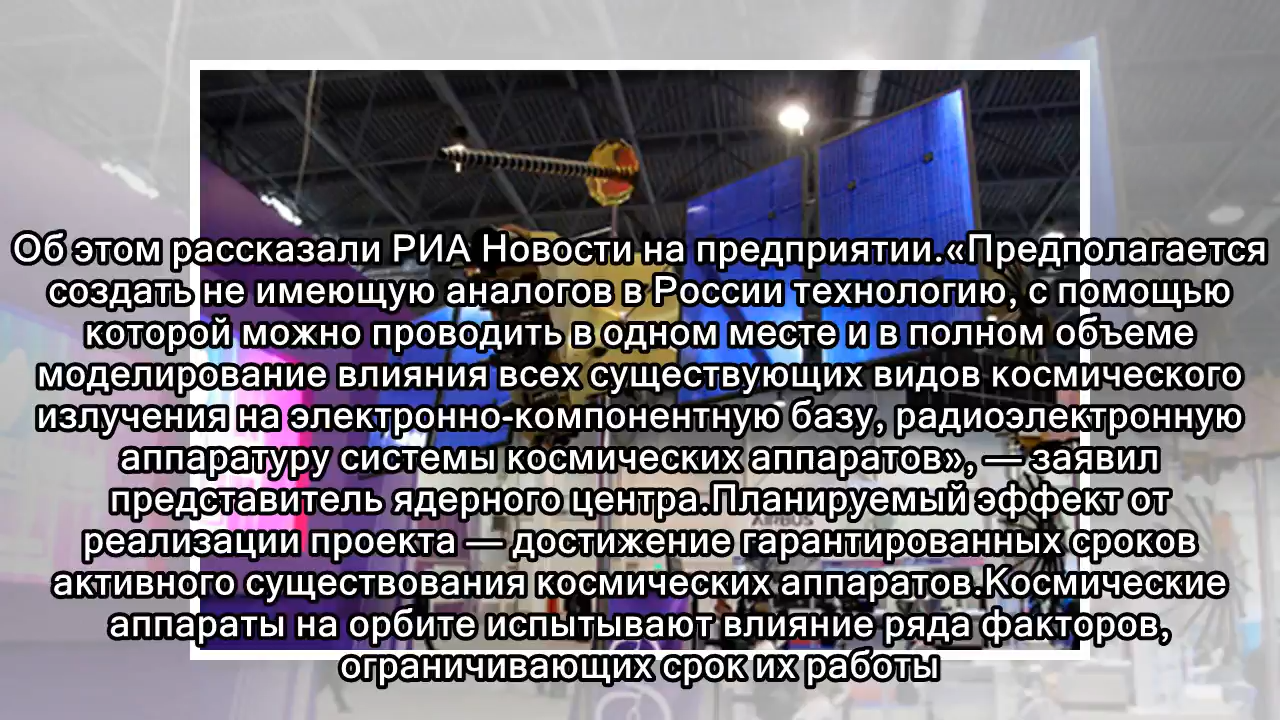 Об этом рассказали РИА Новости на предприятии.«Предполагается
создать не имеющую аналогов в России технологию, с помощью
которой можно проводить в одном месте и в полном объеме
моделирование влияния всех существующих видов космического
излучения на электронно-компонентную базу, радиоэлектронную
аппаратуру системы космических аппаратов», — заявил
представитель ядерного центра.Планируемый эффект от
AIRBUS
реализации проекта — достижение гарантированных сроков
активного существования космических аппаратов.Космические
аппараты на орбите испытывают влияние ряда факторов,
ограничивающих срок их работы